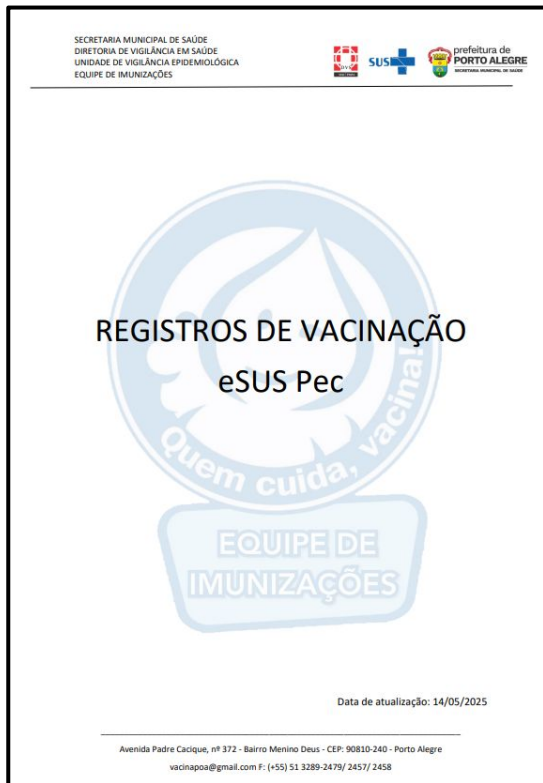 SECRETARIA MUNICIPAL DE SAÚDE
DIRETORIA DE VIGILÂNCIA EM SAÚDE
UNIDADE DE VIGILÂNCIA EPIDEMIOLÓGICA
EQUIPE DE IMUNIZAÇÕES
SUS
prefeitura de
PORTO ALEGRE
SECRETARIA MUNICIPAL DE SAÚDE
REGISTROS DE VACINAÇÃO
eSUS Pec
Quem cuida, vacina!
EQUIPE DE
IMUNIZAÇÕES
Data de atualização: 14/05/2025
Avenida Padre Cacique, nº 372 - Bairro Menino Deus - CEP: 90810-240 - Porto Alegre
vacinapoa@gmail.com F: (+55) 51 3289-2479/ 2457/ 2458